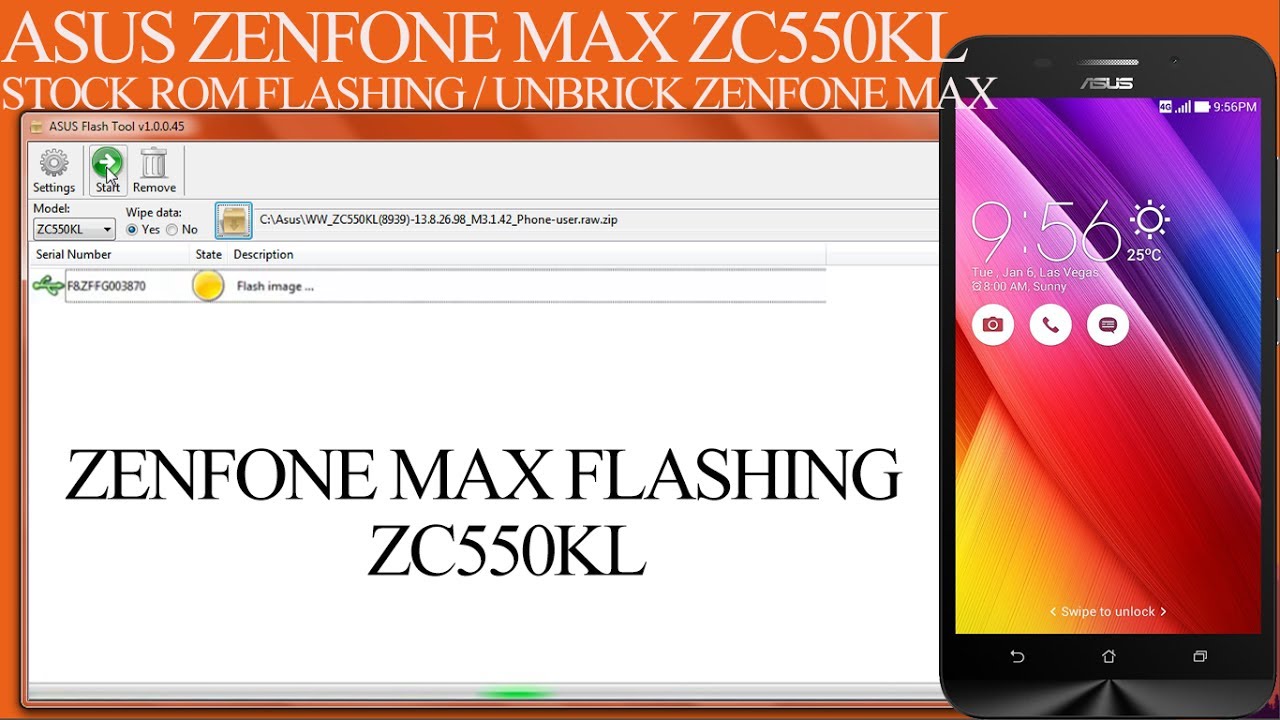 ASUS ZENFONE MAX ZC550KL
STOCK ROM FLASHING / UNBRICK ZENFONE MAX
ASUS Flash Tool v1.0.0.45
Settings Start Remove
Model: Wipe data:
ZC550KL Yes No C:\Asus\WW_ZC550KL(8939)-13.8.26.98_M3.1.42_Phone-user.raw.zip
Serial Number State Description
F8ZFFG003870 Flash image ...
ZENFONE MAX FLASHING
ZC550KL
ASUS
4G 9:56PM
9:56
25°C
Tue , Jan 6, Las Vegas
8:00 AM, Sunny
< Swipe to unlock >